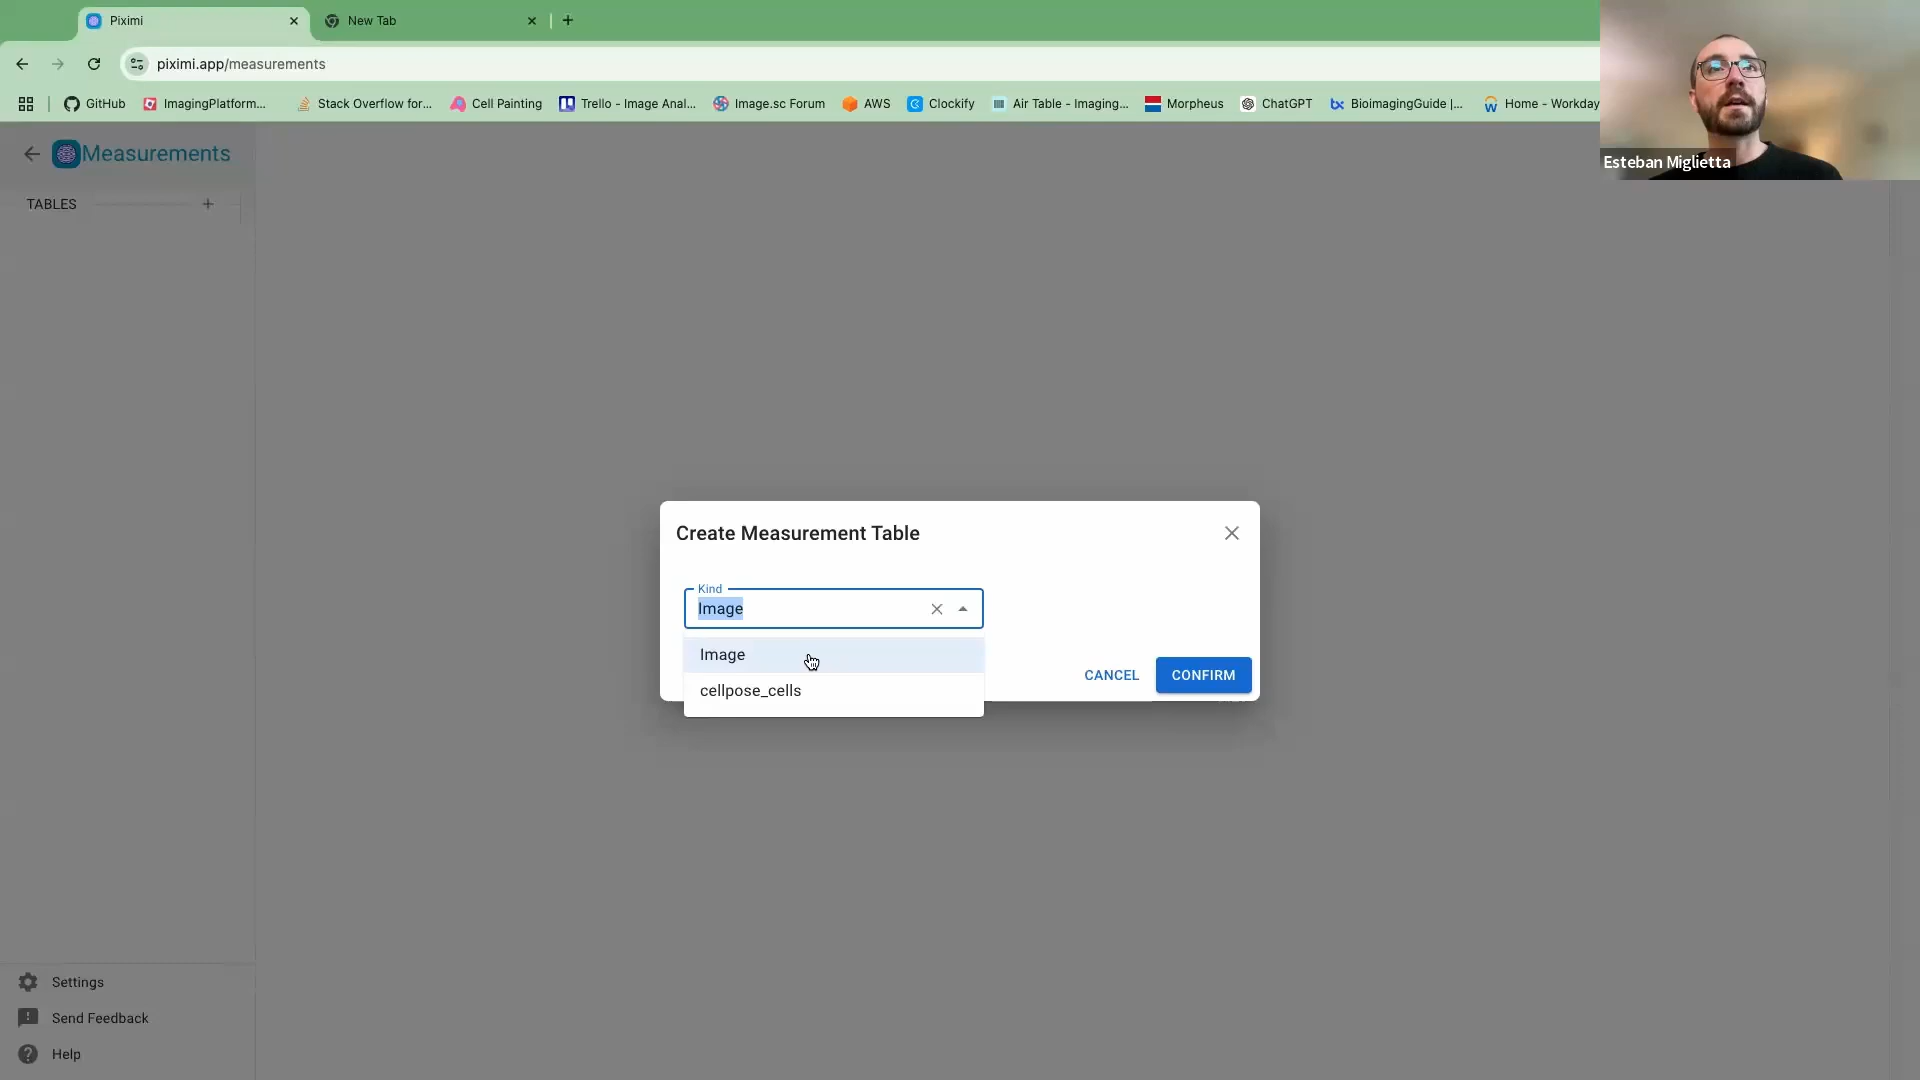 Piximi
New Tab
piximi.app/measurements
GitHub
ImagingPlatform...
Stack Overflow for...
Cell Painting
Trello - Image Anal...
Image.sc Forum
AWS
Clockify
Air Table - Imaging...
Morpheus
ChatGPT
BioimagingGuide |...
Home - Workday
Esteban Miglietta
Measurements
TABLES
Create Measurement Table
Kind
Image
Image
cellpose_cells
CANCEL
CONFIRM
Settings
Send Feedback
Help